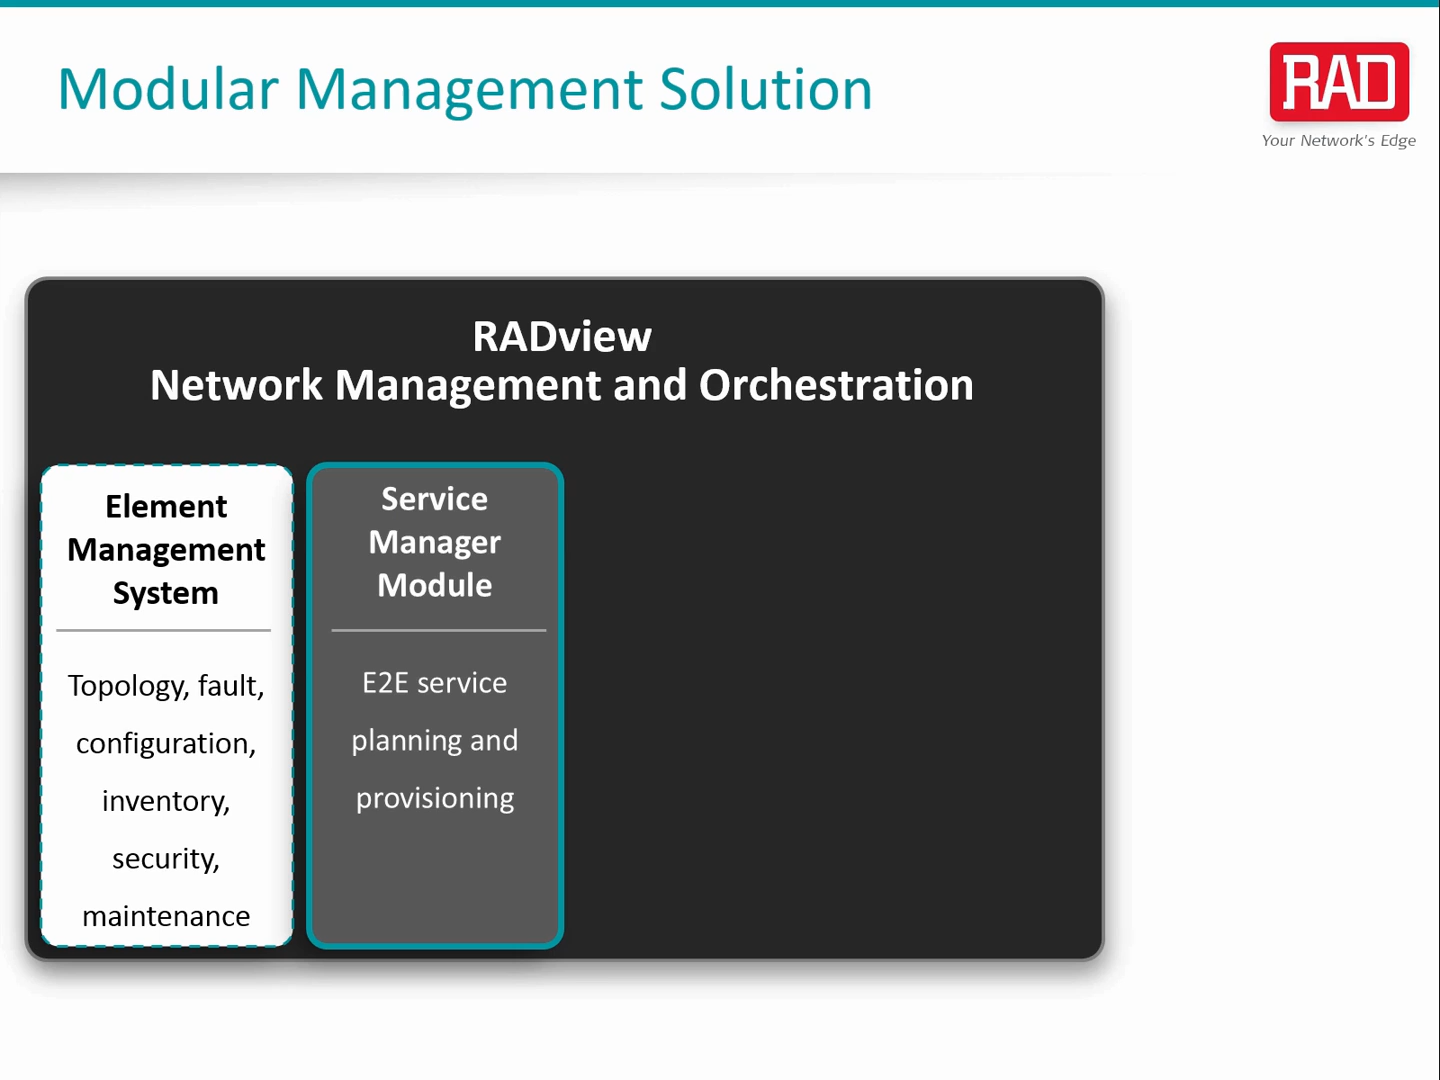 Modular Management Solution
RAD
Your Network's Edge
RADview
Network Management and Orchestration
Element
Management
System
Topology, fault,
configuration,
inventory,
security,
maintenance
Service
Manager
Module
E2E service
planning and
provisioning